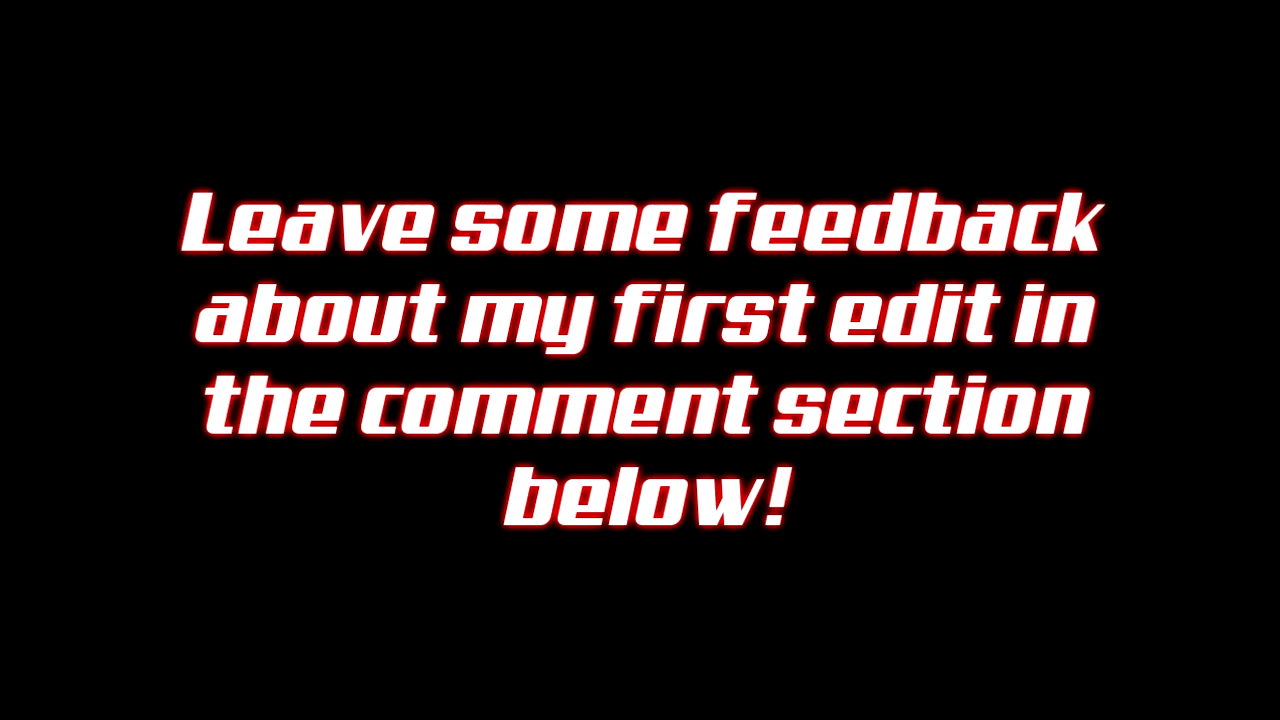 Leave some feedback
about my first edit in
the comment section
below!